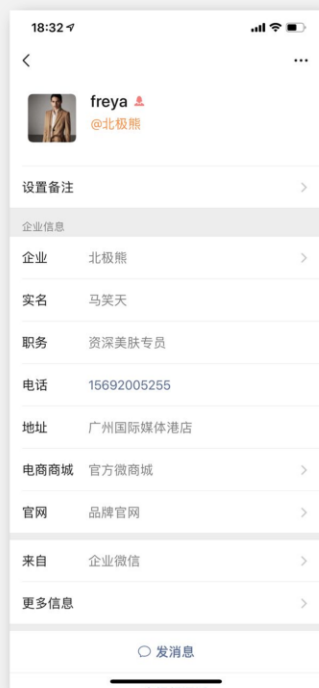 18:32
freya
@北极熊
设置备注
企业信息
企业 北极熊
实名 马笑天
职务 资深美肤专员
电话 15692005255
地址 广州国际媒体港店
电商商城 官方微商城
官网 品牌官网
来自 企业微信
更多信息
发消息